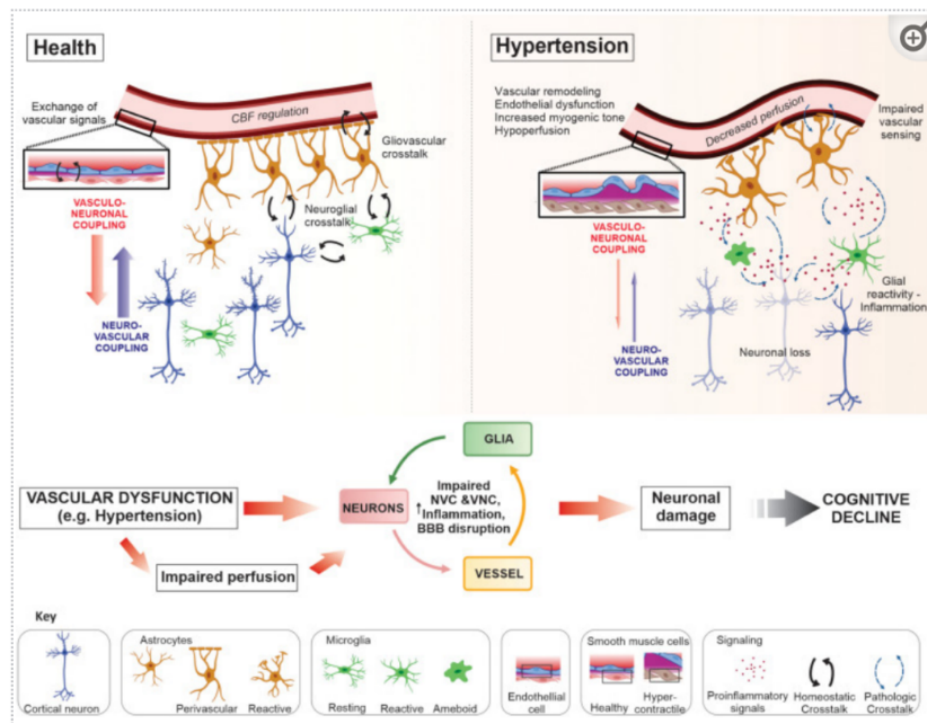 Health
Exchange of
vascular signals
CBF regulation
Gliovascular
crosstalk
Neuroglial
crosstalk
VASCULO-
NEURONAL
COUPLING
NEURO-
VASCULAR
COUPLING
Hypertension
Vascular remodeling
Endothelial dysfunction
Increased myogenic tone
Hypoperfusion
Decreased perfusion
Impaired
vascular
sensing
VASCULO-
NEURONAL
COUPLING
NEURO-
VASCULAR
COUPLING
Glial
reactivity -
Inflammation
Neuronal loss
VASCULAR DYSFUNCTION
(e.g. Hypertension)
Impaired perfusion
GLIA
NEURONS
Impaired
NVC &VNC,
↑Inflammation,
BBB disruption
VESSEL
Neuronal
damage
COGNITIVE
DECLINE
Key
Cortical neuron
Astrocytes
Perivascular
Reactive
Microglia
Resting
Reactive
Ameboid
Endothellial
cell
Smooth muscle cells
Healthy
Hyper-
contractile
Signaling
Proinflammatory
signals
Homeostatic
Crosstalk
Pathologic
Crosstalk